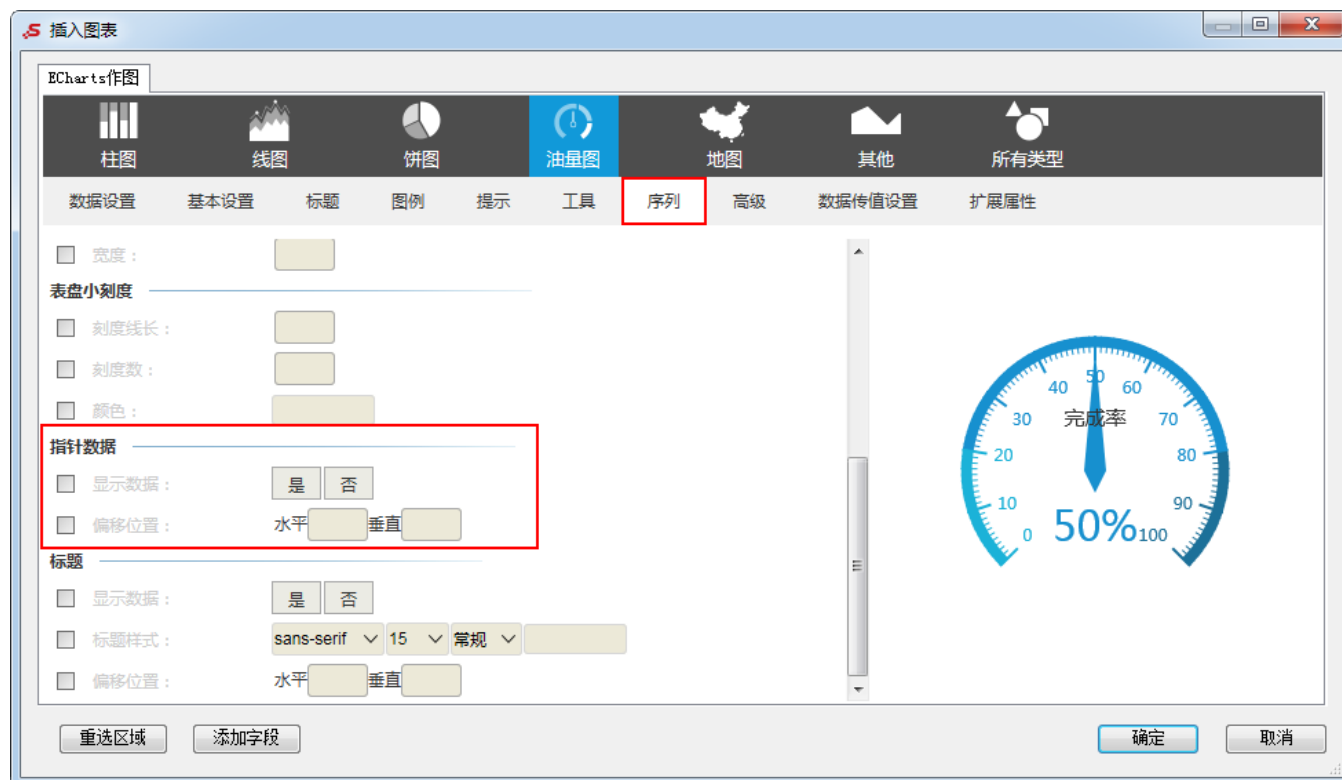 插入图表
ECharts作图
柱图 线图 饼图 油量图 地图 其他 所有类型
数据设置 基本设置 标题 图例 提示 工具 序列 高级 数据传值设置 扩展属性
宽度：
表盘小刻度
刻度线长：
刻度数：
颜色：
指针数据
显示数据： 是 否
偏移位置： 水平 垂直
标题
显示数据： 是 否
标题样式： sans-serif 15 常规
偏移位置： 水平 垂直
0 10 20 30 40 50 60 70 80 90 100
完成率
50%
重选区域 添加字段 确定 取消